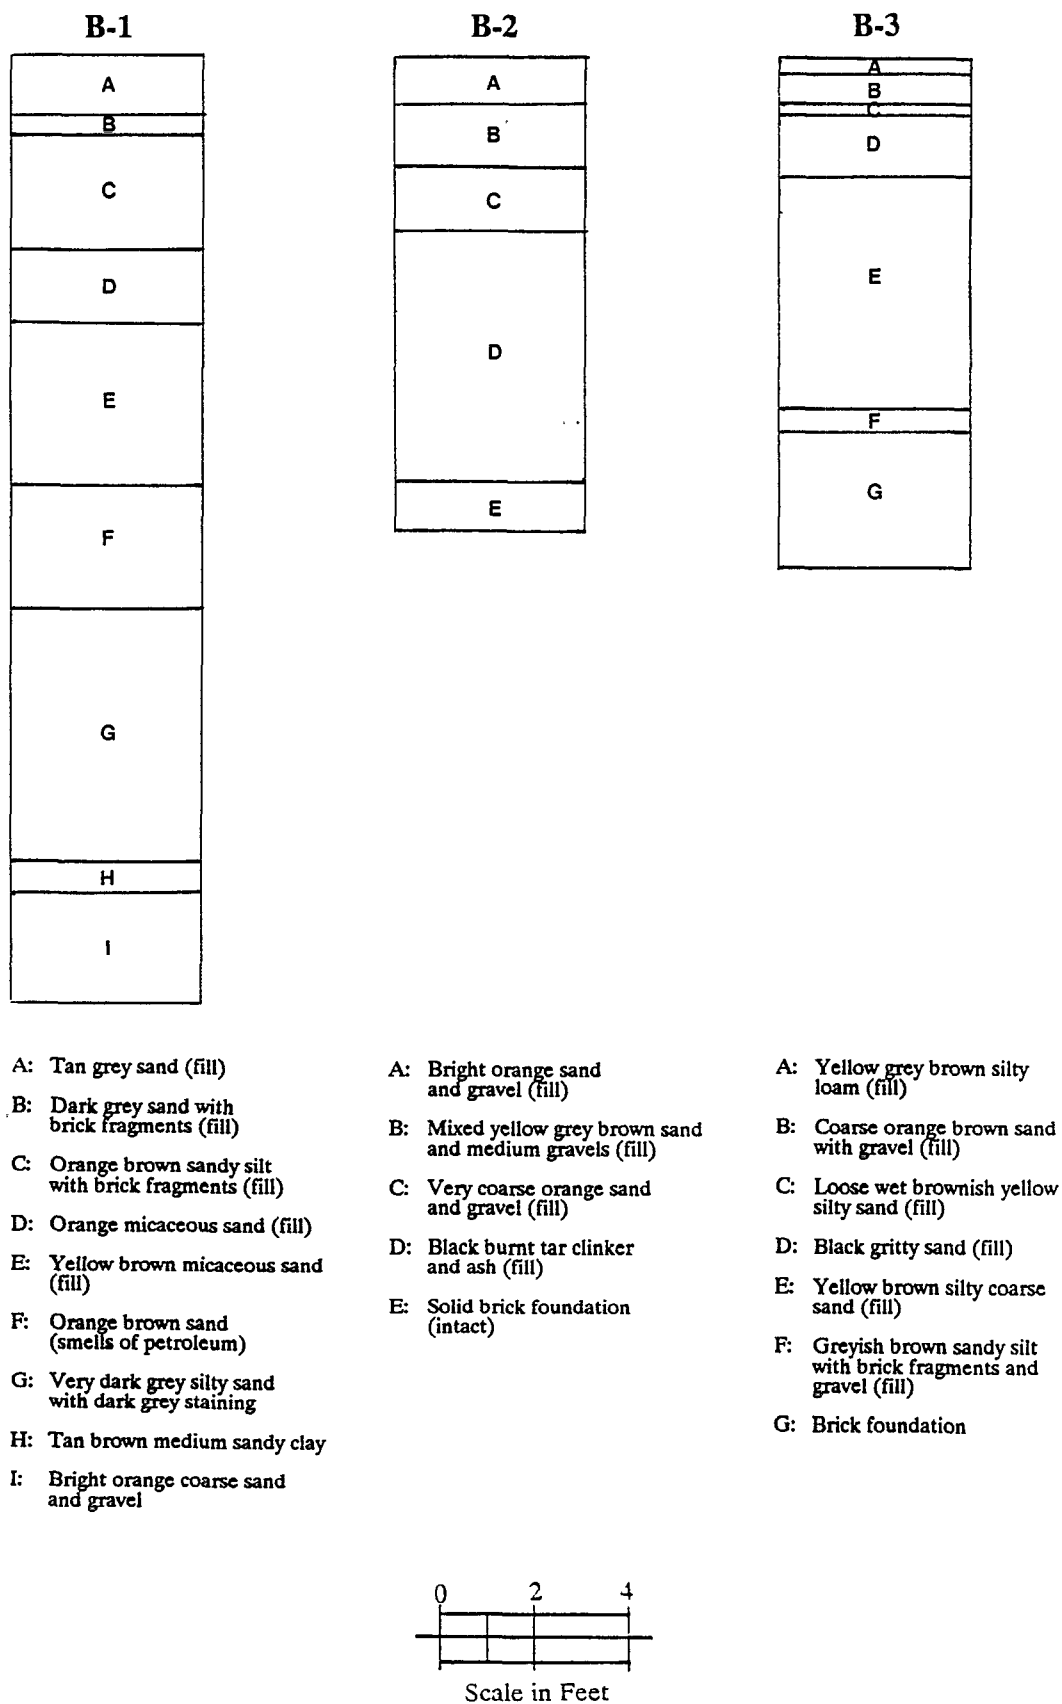 B-1
A
B
C
D
E
F
G
H
I
B-2
A
B
C
D
E
B-3
A
B
C
D
E
F
G
A: Tan grey sand (fill)
B: Dark grey sand with
brick fragments (fill)
C: Orange brown sandy silt
with brick fragments (fill)
D: Orange micaceous sand (fill)
E: Yellow brown micaceous sand
(fill)
F: Orange brown sand
(smells of petroleum)
G: Very dark grey silty sand
with dark grey staining
H: Tan brown medium sandy clay
I: Bright orange coarse sand
and gravel
A: Bright orange sand
and gravel (fill)
B: Mixed yellow grey brown sand
and medium gravels (fill)
C: Very coarse orange sand
and gravel (fill)
D: Black burnt tar clinker
and ash (fill)
E: Solid brick foundation
(intact)
A: Yellow grey brown silty
loam (fill)
B: Coarse orange brown sand
with gravel (fill)
C: Loose wet brownish yellow
silty sand (fill)
D: Black gritty sand (fill)
E: Yellow brown silty coarse
sand (fill)
F: Greyish brown sandy silt
with brick fragments and
gravel (fill)
G: Brick foundation
0 2 4
Scale in Feet